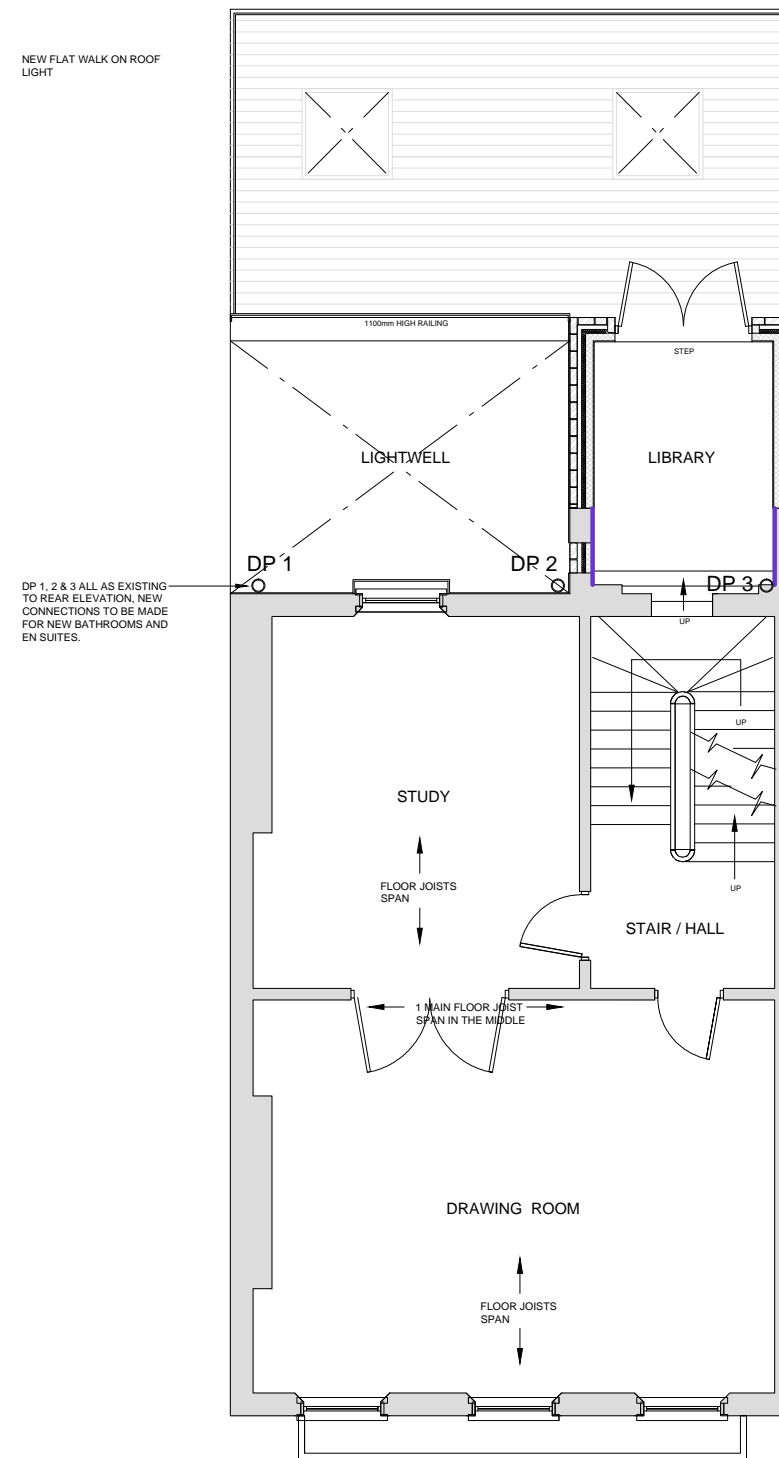 NEW FLAT WALK ON ROOF
LIGHT
1100mm HIGH RAILING
STEP
LIGHTWELL
LIBRARY
DP 1
DP 2
DP 3
DP 1, 2 & 3 ALL AS EXISTING
TO REAR ELEVATION, NEW
CONNECTIONS TO BE MADE
FOR NEW BATHROOMS AND
EN SUITES.
UP
UP
STUDY
FLOOR JOISTS
SPAN
UP
STAIR / HALL
1 MAIN FLOOR JOIST
SPAN IN THE MIDDLE
DRAWING ROOM
FLOOR JOISTS
SPAN